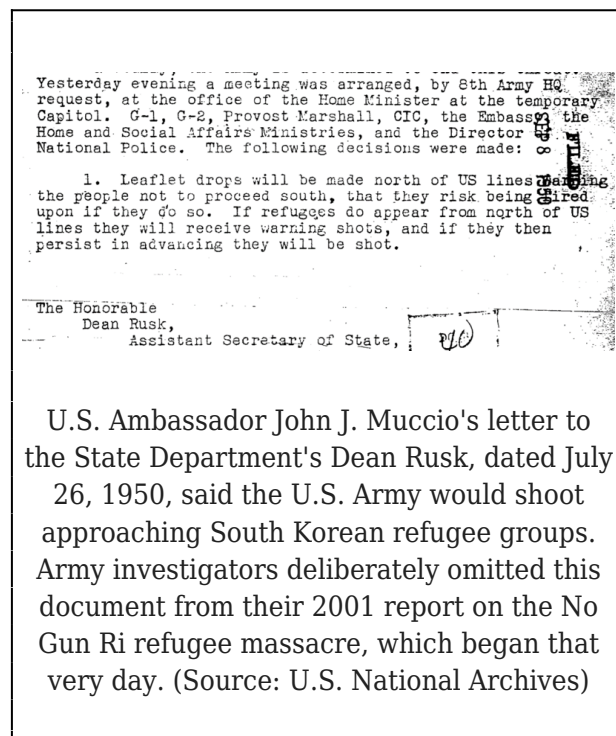 Yesterday evening a meeting was arranged, by 8th Army HQ
request, at the office of the Home Minister at the temporary
Capitol. G-1, G-2, Provost Marshall, CIC, the Embassy, the
Home and Social Affairs Ministries, and the Director
National Police. The following decisions were made:
SEP 8 1950
FILED
1. Leaflet drops will be made north of US lines warning
the people not to proceed south, that they risk being fired
upon if they do so. If refugees do appear from north of US
lines they will receive warning shots, and if they then
persist in advancing they will be shot.
The Honorable
Dean Rusk,
Assistant Secretary of State,
U.S. Ambassador John J. Muccio's letter to
the State Department's Dean Rusk, dated July
26, 1950, said the U.S. Army would shoot
approaching South Korean refugee groups.
Army investigators deliberately omitted this
document from their 2001 report on the No
Gun Ri refugee massacre, which began that
very day. (Source: U.S. National Archives)